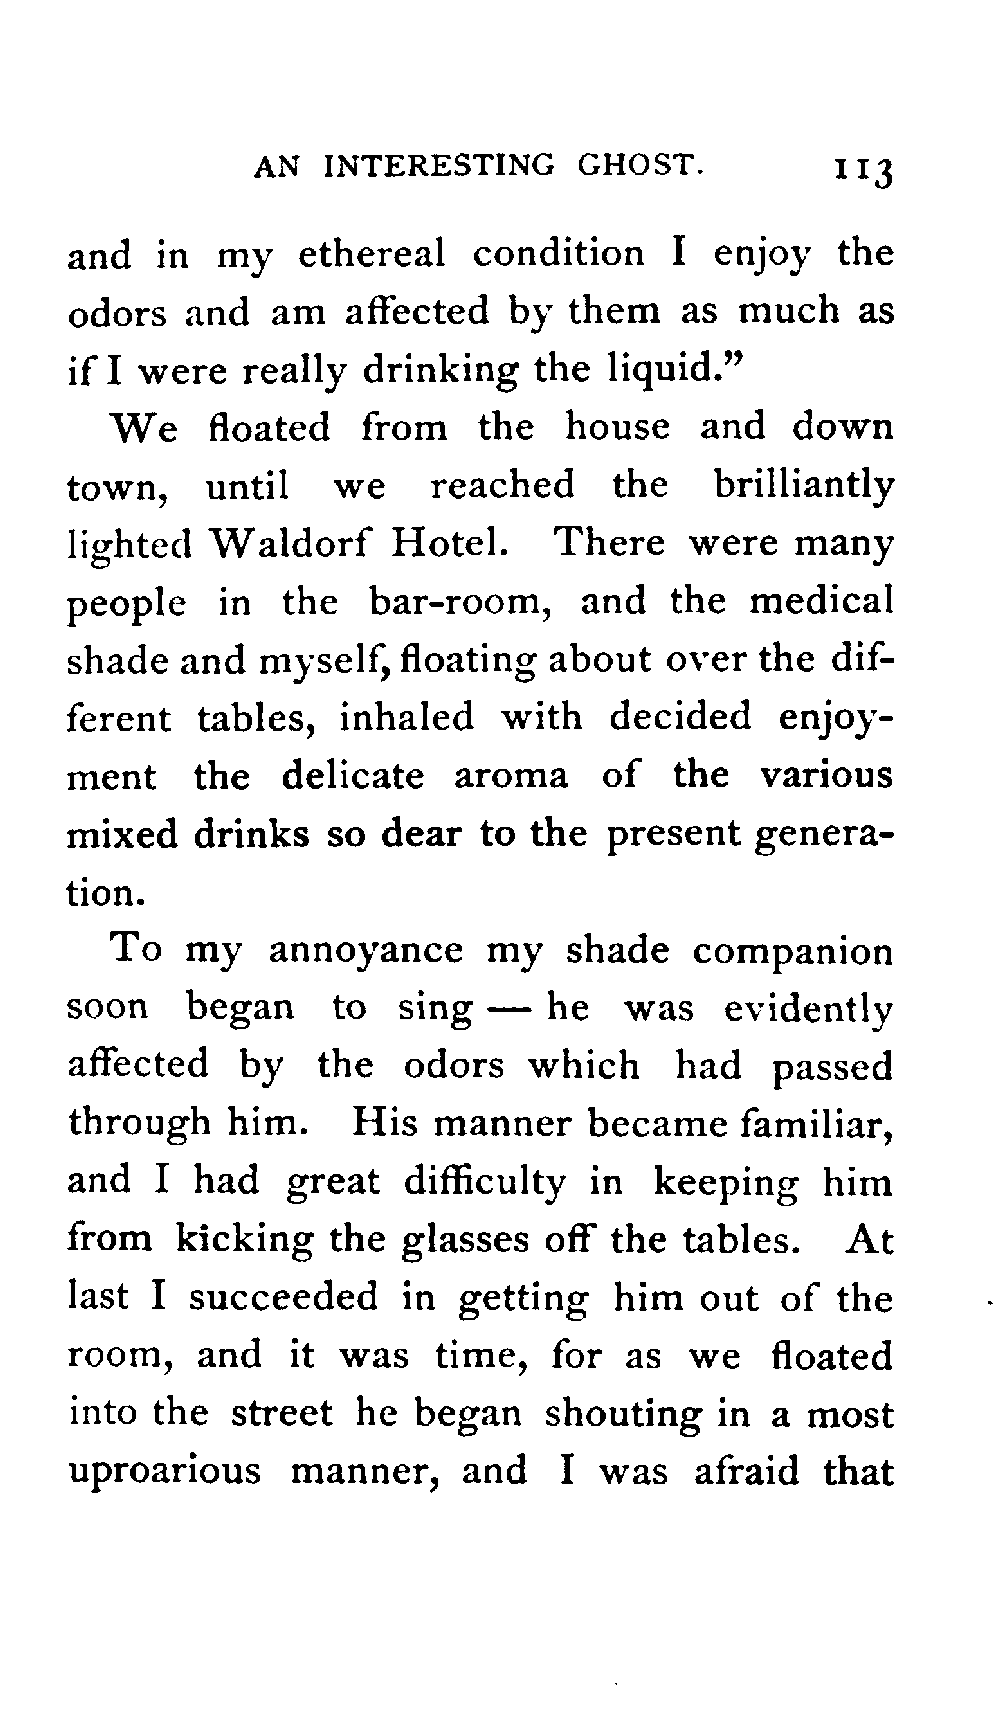 AN INTERESTING GHOST. 113
and in my ethereal condition I enjoy the
odors and am affected by them as much as
if I were really drinking the liquid.”
We floated from the house and down
town, until we reached the brilliantly
lighted Waldorf Hotel. There were many
people in the bar-room, and the medical
shade and myself, floating about over the dif-
ferent tables, inhaled with decided enjoy-
ment the delicate aroma of the various
mixed drinks so dear to the present genera-
tion.
To my annoyance my shade companion
soon began to sing — he was evidently
affected by the odors which had passed
through him. His manner became familiar,
and I had great difficulty in keeping him
from kicking the glasses off the tables. At
last I succeeded in getting him out of the
room, and it was time, for as we floated
into the street he began shouting in a most
uproarious manner, and I was afraid that